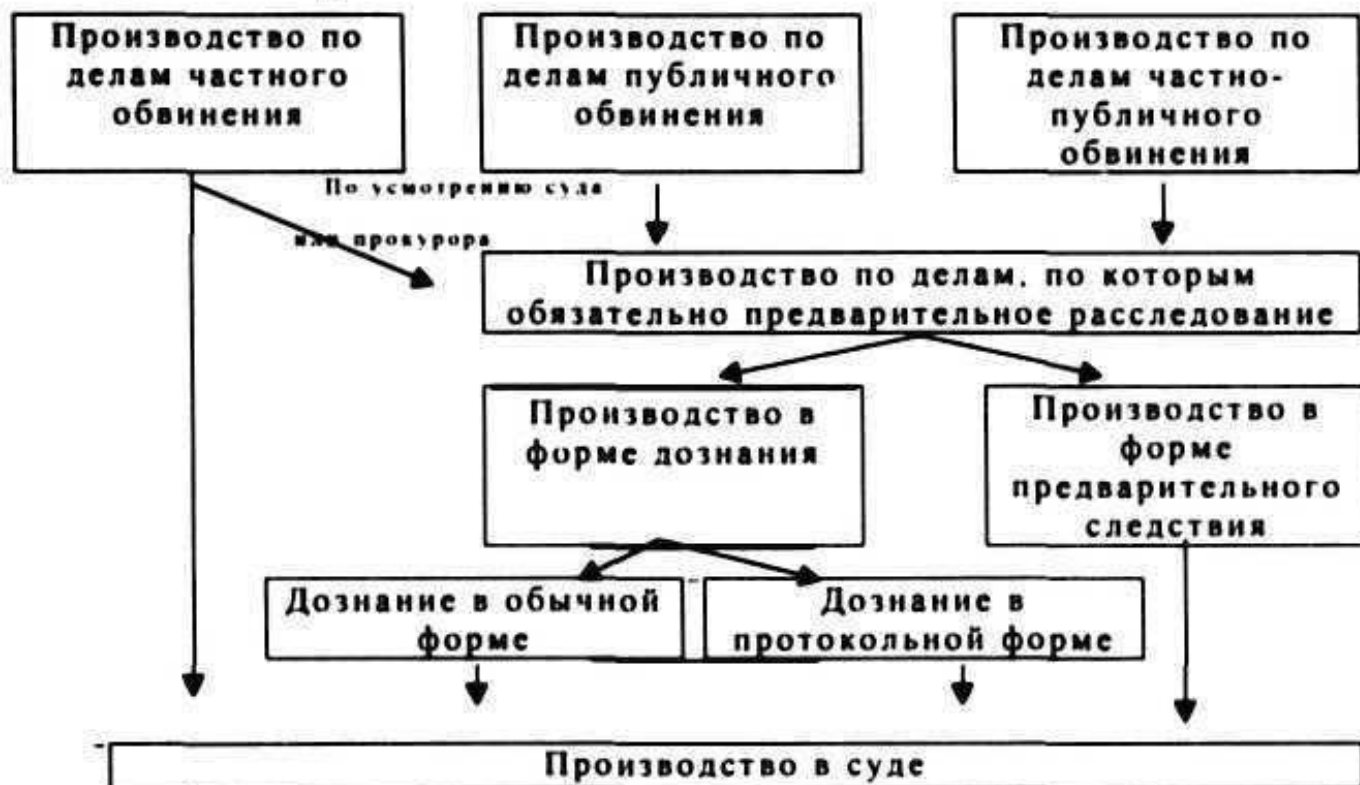 Производство по
делам частного
обвинения
Производство по
делам публичного
обвинения
Производство по
делам частно-
публичного
обвинения
По усмотрению суда
или прокурора
Производство по делам, по которым
обязательно предварительное расследование
Производство в
форме дознания
Производство в
форме
предварительного
следствия
Дознание в обычной
форме
Дознание в
протокольной форме
Производство в суде